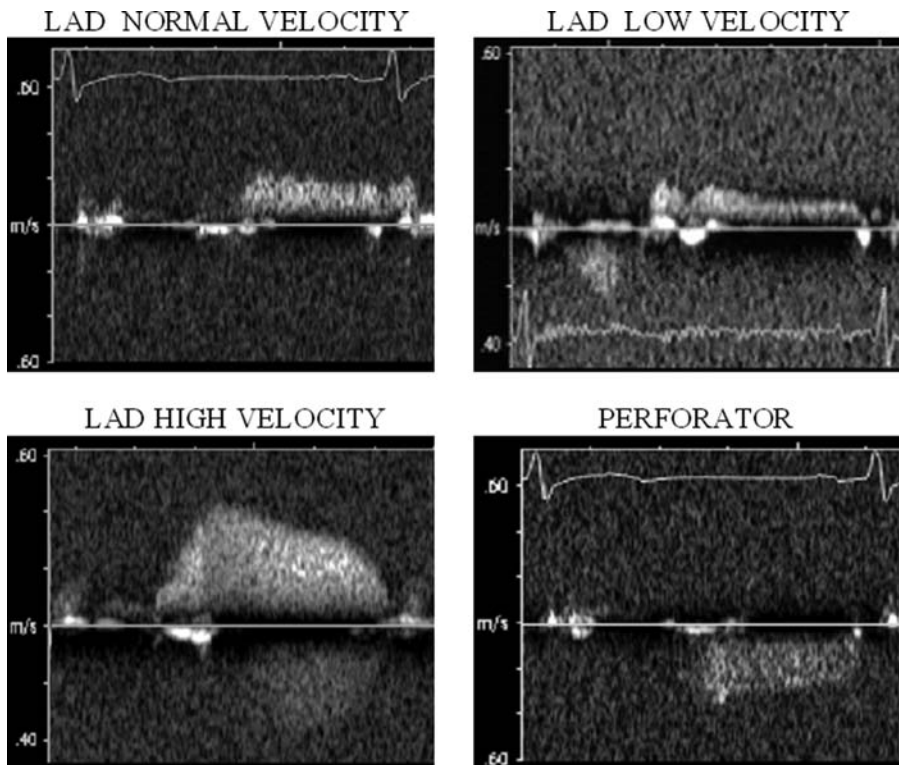 LAD NORMAL VELOCITY
LAD LOW VELOCITY
.60
m/s
.60
.60
m/s
.40
LAD HIGH VELOCITY
PERFORATOR
.60
m/s
.40
.60
m/s
.60